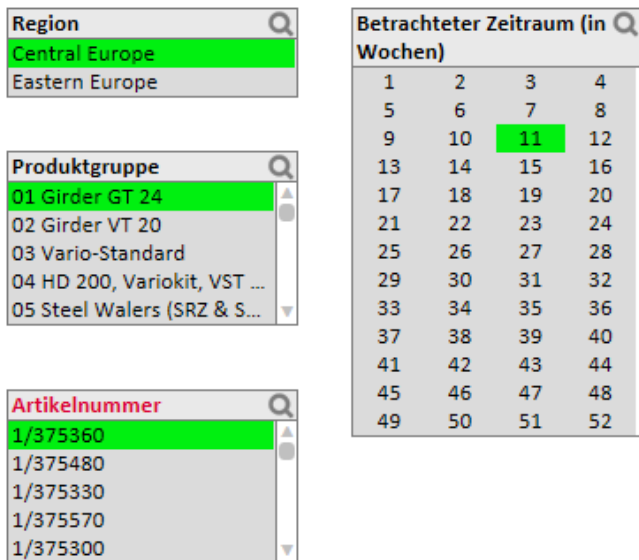 Region
Central Europe
Eastern Europe
Produktgruppe
01 Girder GT 24
02 Girder VT 20
03 Vario-Standard
04 HD 200, Variokit, VST ...
05 Steel Walers (SRZ & S...
Artikelnummer
1/375360
1/375480
1/375330
1/375570
1/375300
Betrachteter Zeitraum (in
Wochen)
1 2 3 4
5 6 7 8
9 10 11 12
13 14 15 16
17 18 19 20
21 22 23 24
25 26 27 28
29 30 31 32
33 34 35 36
37 38 39 40
41 42 43 44
45 46 47 48
49 50 51 52